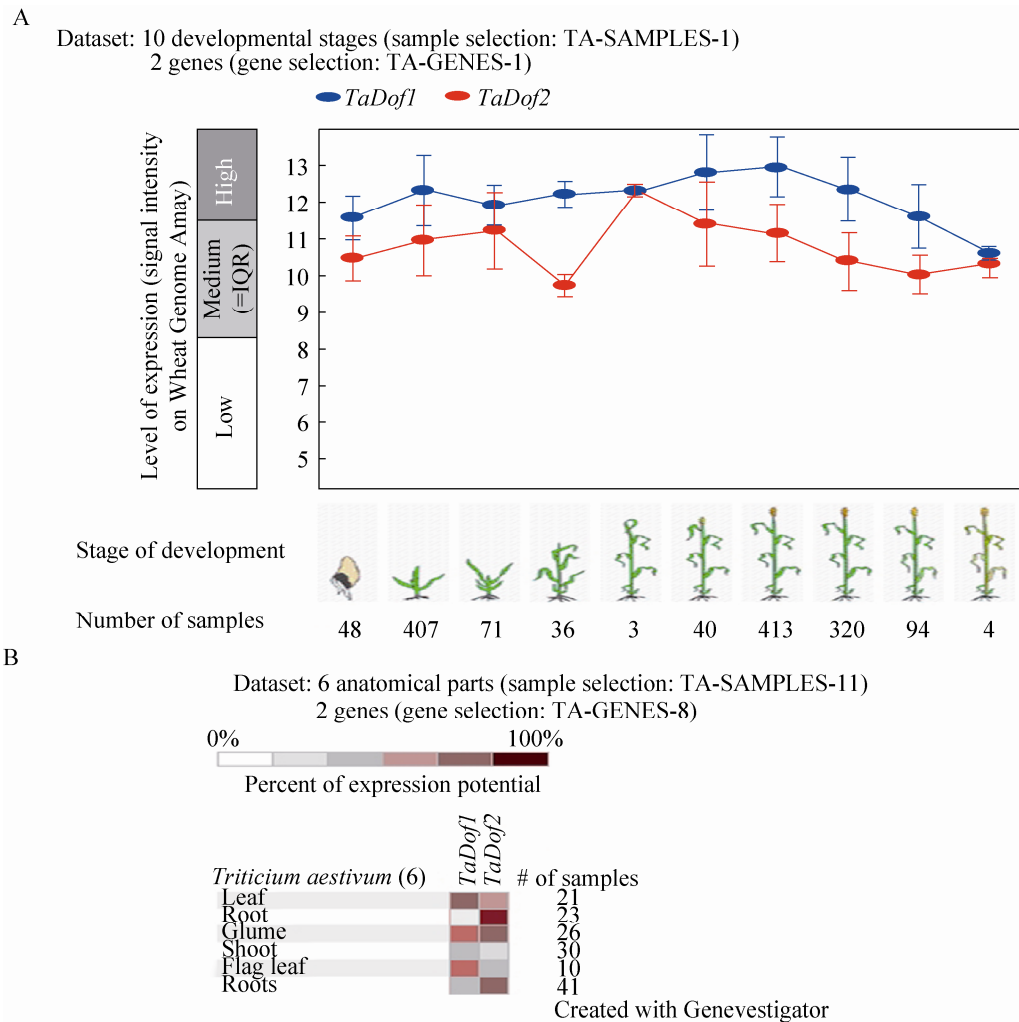 A
Dataset: 10 developmental stages (sample selection: TA-SAMPLES-1)
2 genes (gene selection: TA-GENES-1)
TaDof1 TaDof2
Level of expression (signal intensity
on Wheat Genome Array)
High
Medium
(=IQR)
Low
13
12
11
10
9
8
7
6
5
Stage of development
Number of samples
48 407 71 36 3 40 413 320 94 4
B
Dataset: 6 anatomical parts (sample selection: TA-SAMPLES-11)
2 genes (gene selection: TA-GENES-8)
0% 100%
Percent of expression potential
TaDof1
TaDof2
Triticium aestivum (6) # of samples
Leaf 21
Root 23
Glume 26
Shoot 30
Flag leaf 10
Roots 41
Created with Genevestigator